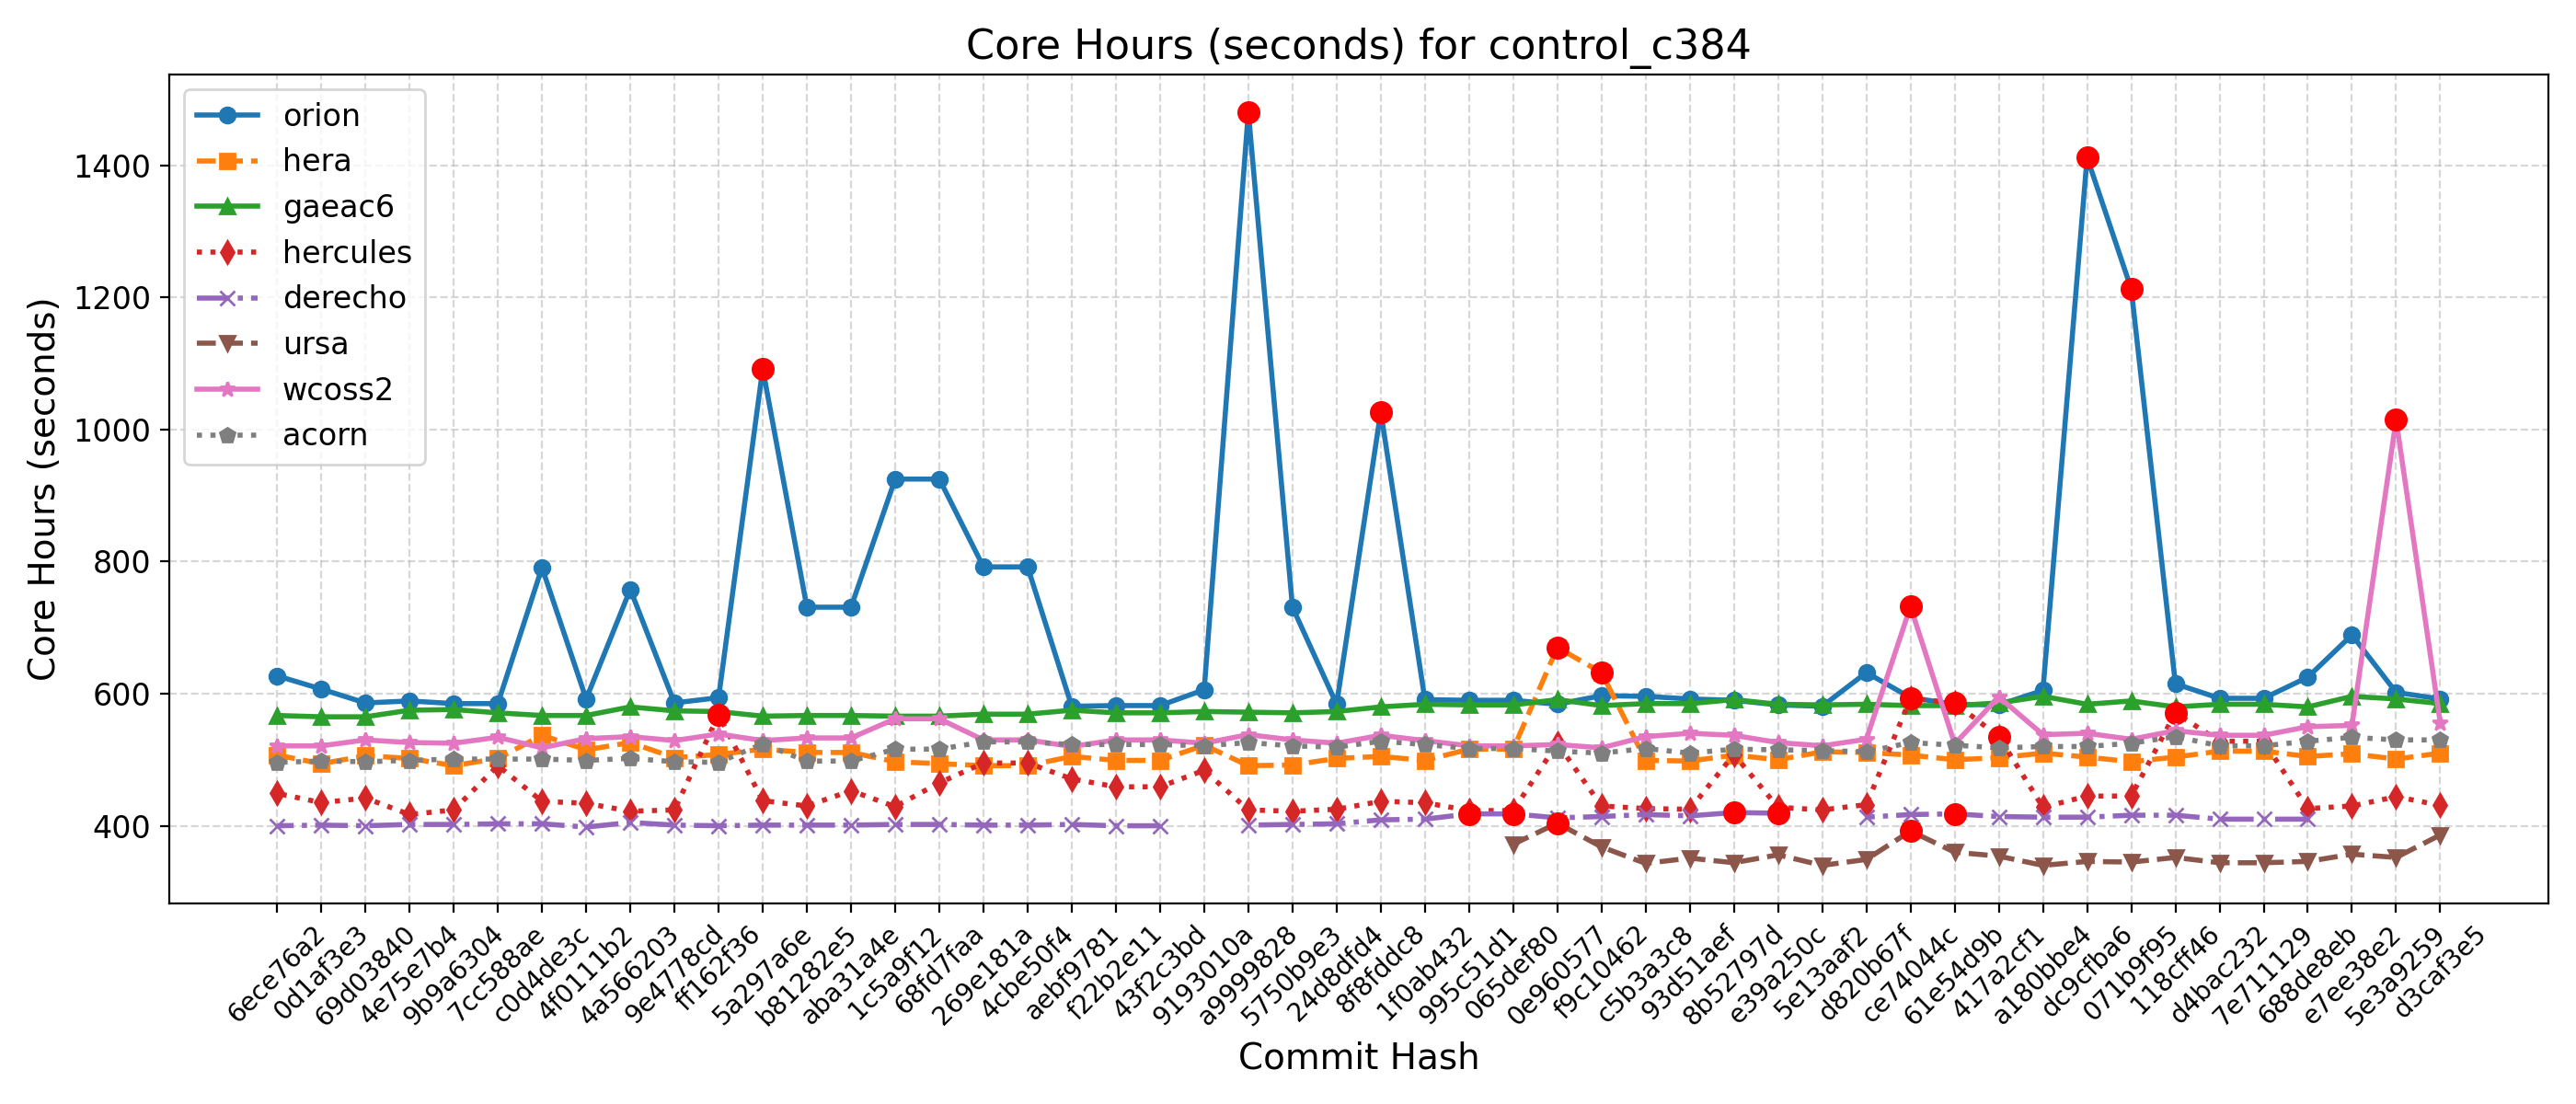 Core Hours (seconds) for control_c384
Core Hours (seconds)
1400
1200
1000
800
600
400
orion
hera
gaeac6
hercules
derecho
ursa
wcoss2
acorn
6ece76a2
0d1af3e3
69d03840
4e75e7b4
9b9a6304
7cc588ae
c0d4de3c
4f0111b2
4a566203
9e4778cd
ff162f36
5a297a6e
b81282e5
aba31a4e
1c5a9f12
68fd7faa
269e181a
4cbe50f4
aebf9781
f22b2e11
43f2c3bd
9193010a
a9999828
5750b9e3
24d8dfd4
8f8fddc8
1f0ab432
995c51d1
065def80
0e960577
f9c10462
c5b3a3c8
93d51aef
8b52797d
e39a250c
5e13aaf2
d820b67f
ce74044c
61e54d9b
417a2cf1
a180bbe4
dc9cfba6
071b9f95
118cff46
d4bac232
7e711129
688de8eb
e7ee38e2
5e3a9259
d3caf3e5
Commit Hash